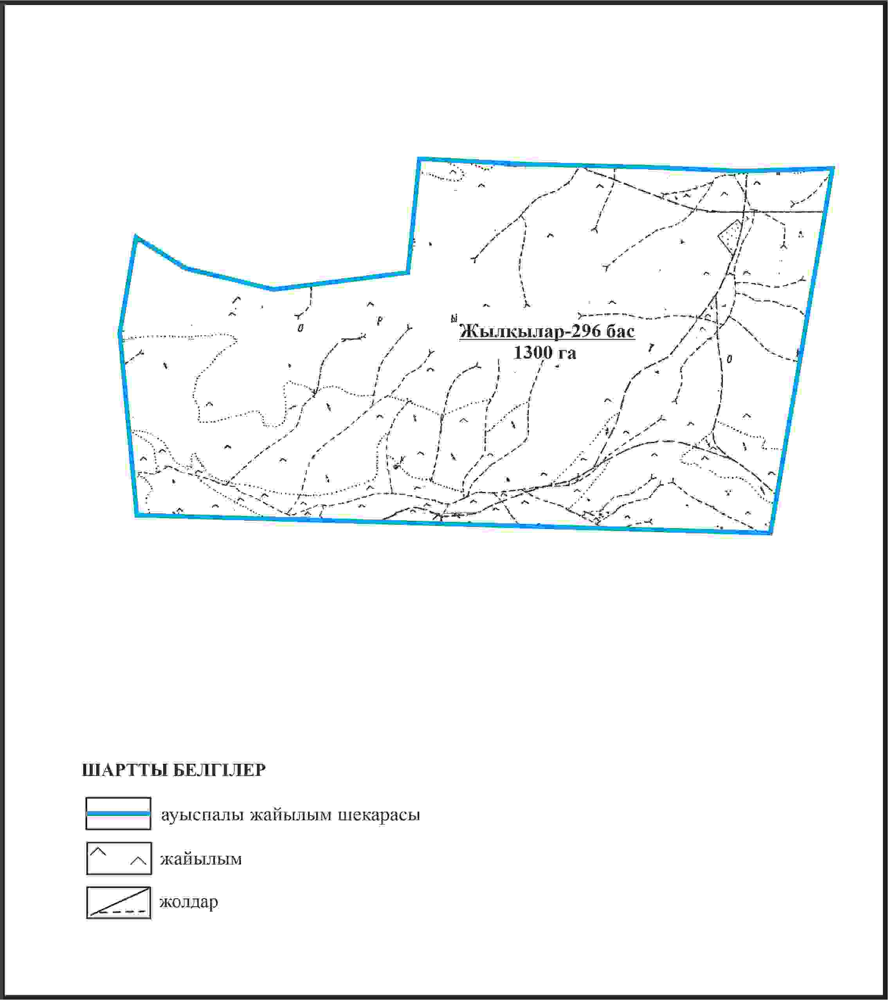 О Р Ы Т О
Жылқылар-296 бас
1300 га
ШАРТТЫ БЕЛГІЛЕР
ауыспалы жайылым шекарасы
жайылым
жолдар